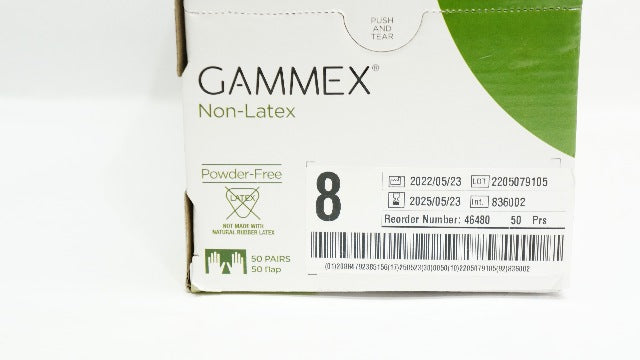 PUSH
AND
TEAR
GAMMEX®
Non-Latex
Powder-Free
LATEX
NOT MADE WITH
NATURAL RUBBER LATEX
50 PAIRS
50 пар
8
2022/05/23 LOT 2205079105
2025/05/23 Int. 836002
Reorder Number: 46480 50 Prs